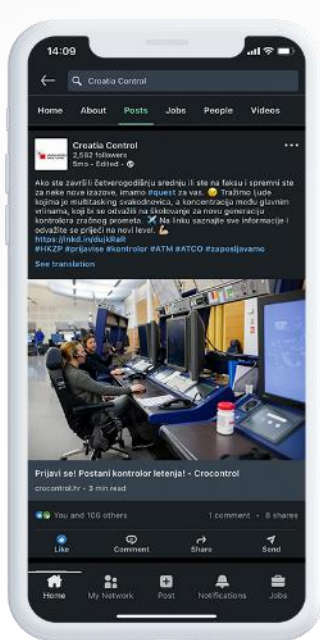 14:09
Croatia Control
Home About Posts Jobs People Videos
Croatia Control
2,592 followers
5mo • Edited •
Ako ste završili četverogodišnju srednju ili ste na faksu i spremni ste
za neke nove izazove, imamo #quest za vas. Tražimo ljude
kojima je multitasking svakodnevica, a koncentracija među glavnim
vrlinama, koji bi se odvažili na školovanje za novu generaciju
kontrolora zračnog prometa. Na linku saznajte sve informacije i
odvažite se prijeći na novi level.
https://lnkd.in/dujkRaR
#HKZP #prijavise #kontrolor #ATM #ATCO #zaposljavamo
See translation
Prijavi se! Postani kontrolor letenja! - Crocontrol
crocontrol.hr • 3 min read
You and 106 others 1 comment • 8 shares
Like Comment Share Send
Home My Network Post Notifications Jobs